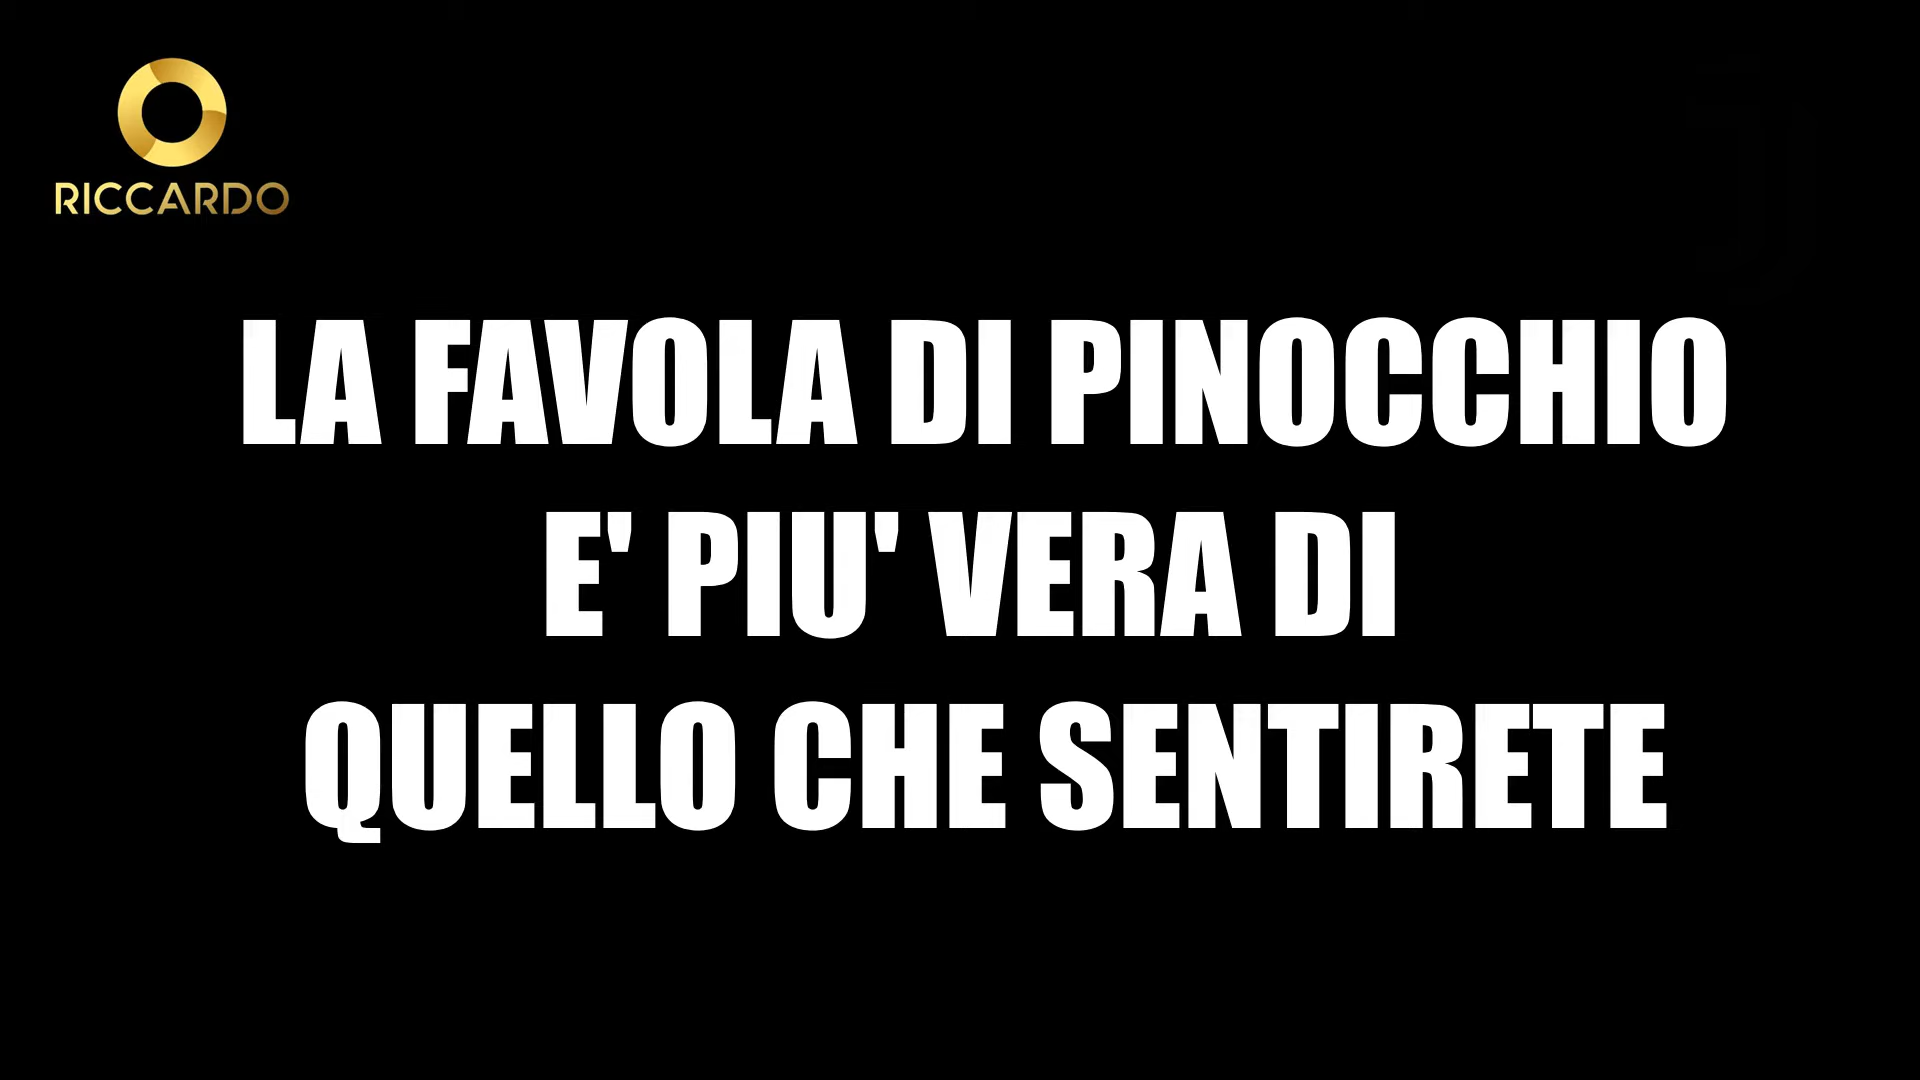 RICCARDO
LA FAVOLA DI PINOCCHIO
E' PIU' VERA DI
QUELLO CHE SENTIRETE